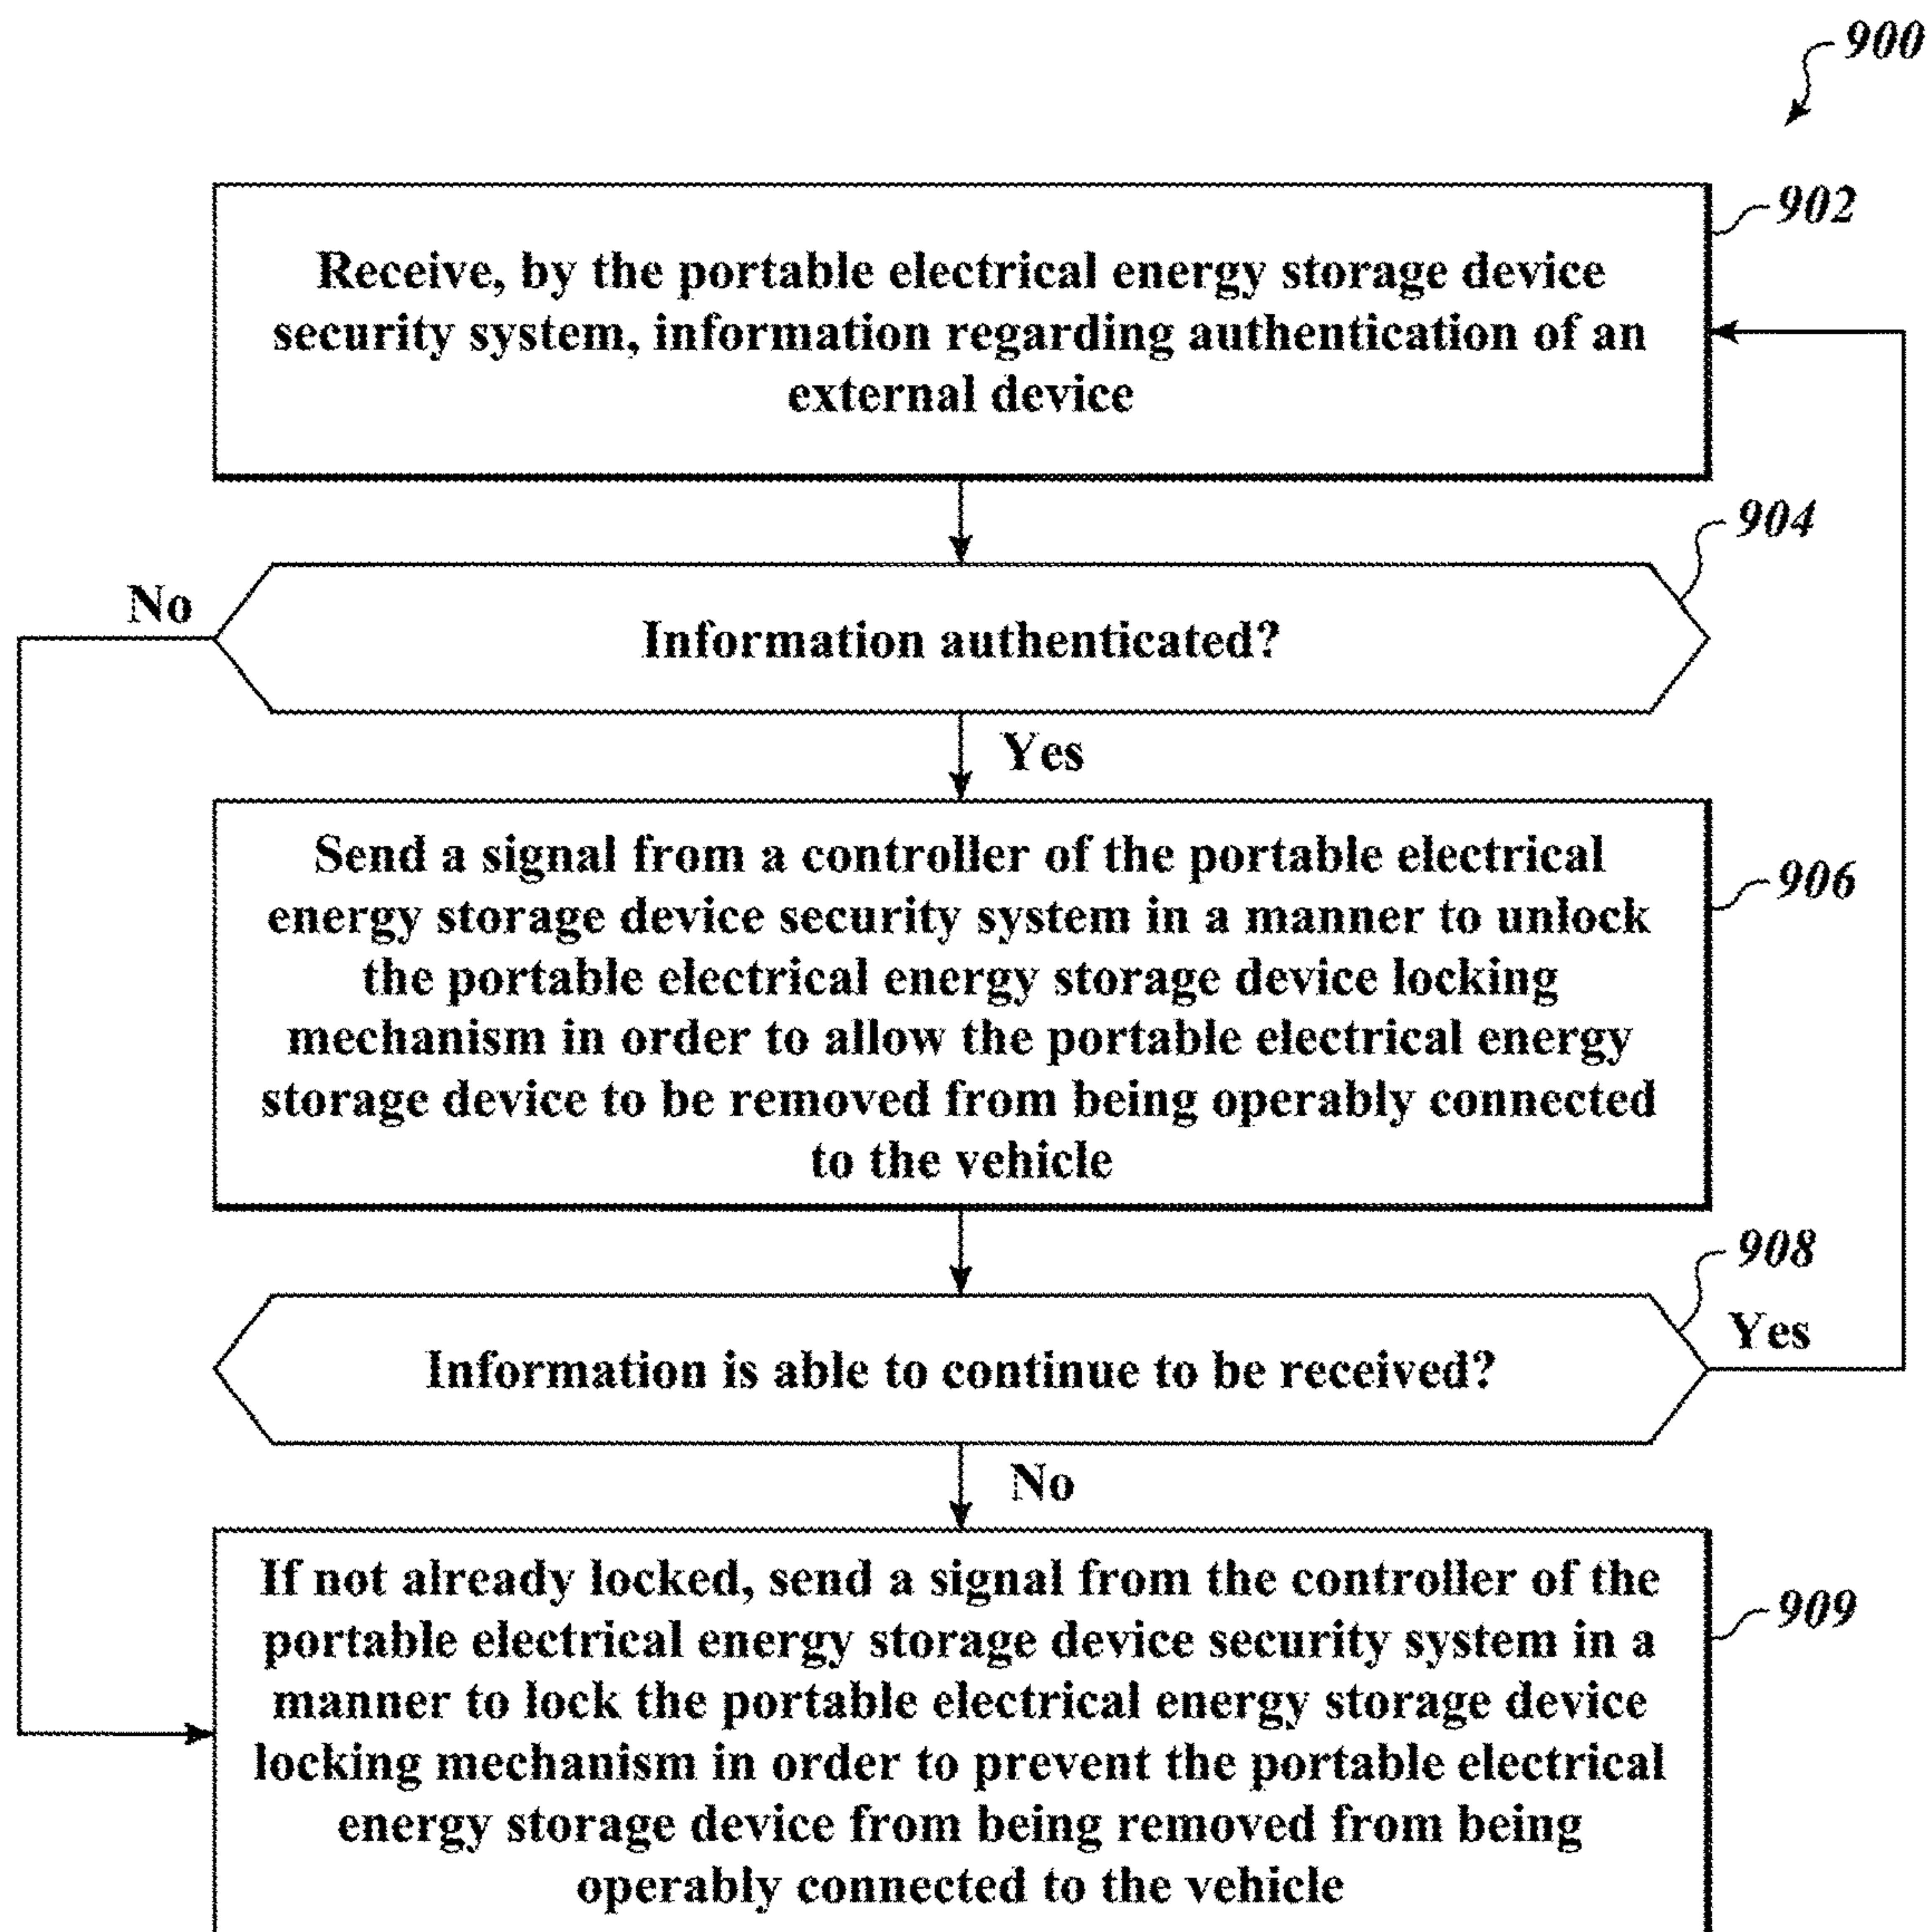 900
902
Receive, by the portable electrical energy storage device
security system, information regarding authentication of an
external device
904
No
Information authenticated?
Yes
Send a signal from a controller of the portable electrical
energy storage device security system in a manner to unlock
the portable electrical energy storage device locking
mechanism in order to allow the portable electrical energy
storage device to be removed from being operably connected
to the vehicle
906
908
Information is able to continue to be received?
Yes
No
If not already locked, send a signal from the controller of the
portable electrical energy storage device security system in a
manner to lock the portable electrical energy storage device
locking mechanism in order to prevent the portable electrical
energy storage device from being removed from being
operably connected to the vehicle
909